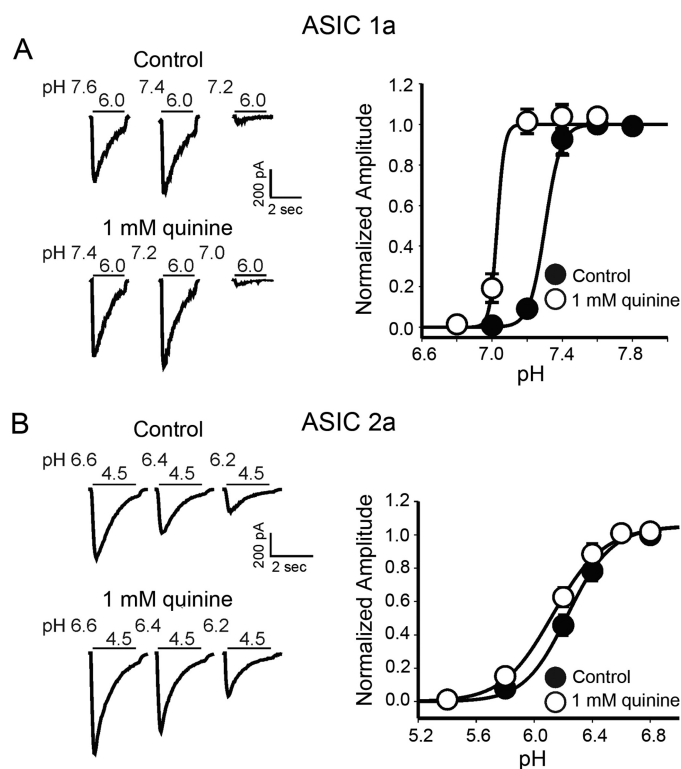 ASIC 1a
A
Control
pH 7.6 7.4 7.2
6.0 6.0 6.0
200 pA
2 sec
1 mM quinine
pH 7.4 7.2 7.0
6.0 6.0 6.0
Normalized Amplitude
1.2
1.0
0.8
0.6
0.4
0.2
0.0
Control
1 mM quinine
6.6 7.0 7.4 7.8
pH
B
ASIC 2a
Control
pH 6.6 6.4 6.2
4.5 4.5 4.5
200 pA
2 sec
1 mM quinine
pH 6.6 6.4 6.2
4.5 4.5 4.5
Normalized Amplitude
1.2
1.0
0.8
0.6
0.4
0.2
0.0
Control
1 mM quinine
5.2 5.6 6.0 6.4 6.8
pH